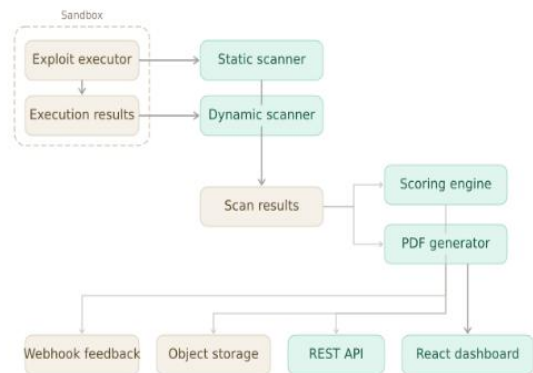 Sandbox
Exploit executor
Static scanner
Execution results
Dynamic scanner
Scoring engine
Scan results
PDF generator
Webhook feedback
Object storage
REST API
React dashboard